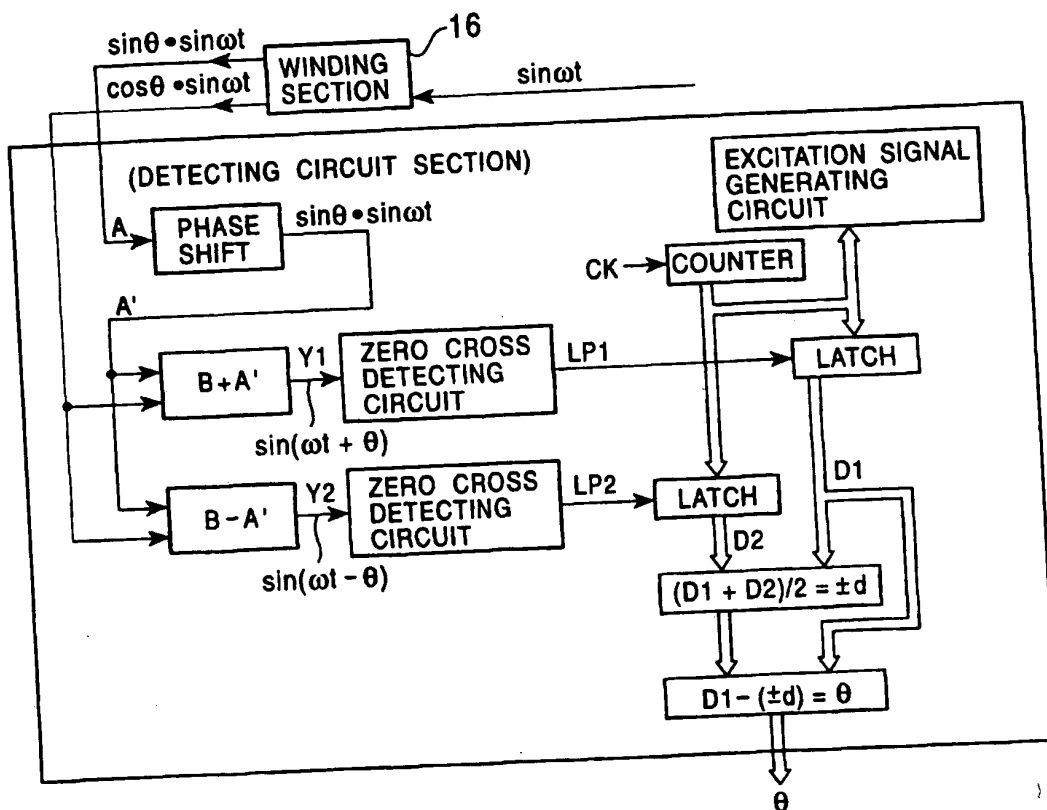 16
sinθ•sinωt
cosθ•sinωt
WINDING
SECTION
sinωt
(DETECTING CIRCUIT SECTION)
EXCITATION SIGNAL
GENERATING
CIRCUIT
A
PHASE
SHIFT
sinθ•sinωt
CK
COUNTER
A'
B+A'
Y1
ZERO CROSS
DETECTING
CIRCUIT
LP1
LATCH
sin(ωt + θ)
B-A'
Y2
ZERO CROSS
DETECTING
CIRCUIT
LP2
LATCH
D1
sin(ωt - θ)
D2
(D1 + D2)/2 = ±d
D1-(±d) = θ
θ